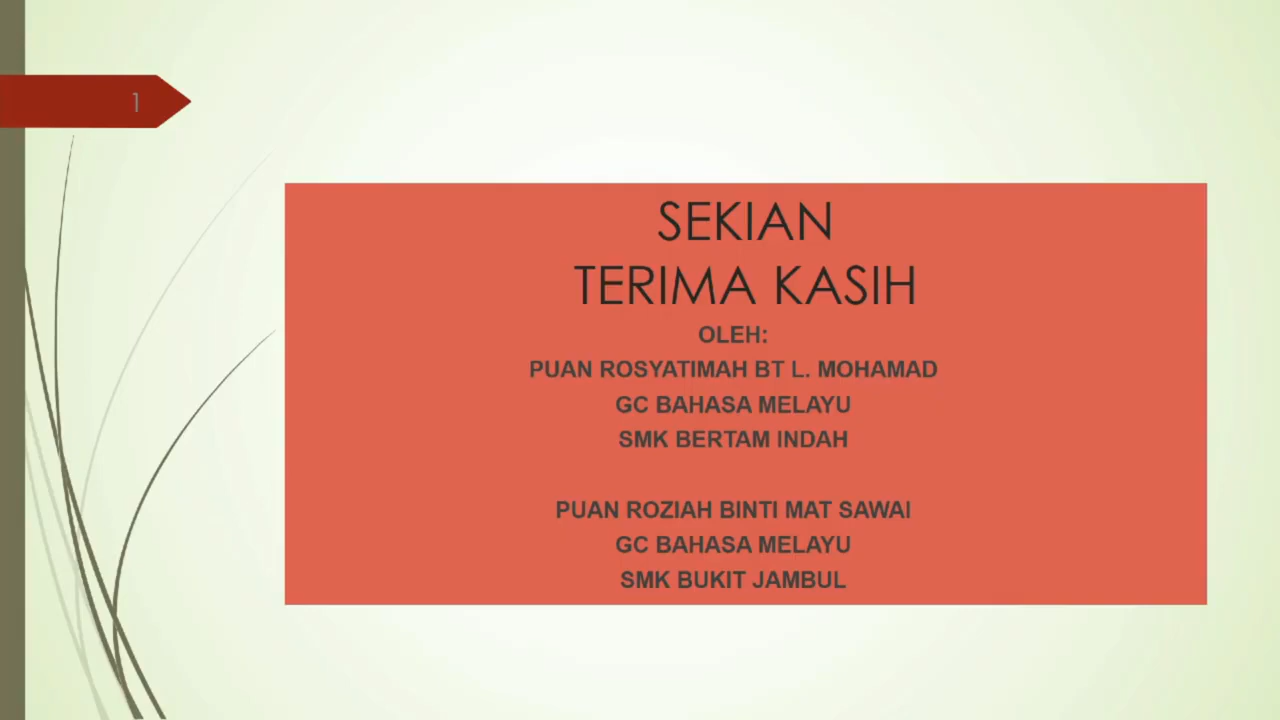 1
SEKIAN
TERIMA KASIH
OLEH:
PUAN ROSYATIMAH BT L. MOHAMAD
GC BAHASA MELAYU
SMK BERTAM INDAH
PUAN ROZIAH BINTI MAT SAWAI
GC BAHASA MELAYU
SMK BUKIT JAMBUL